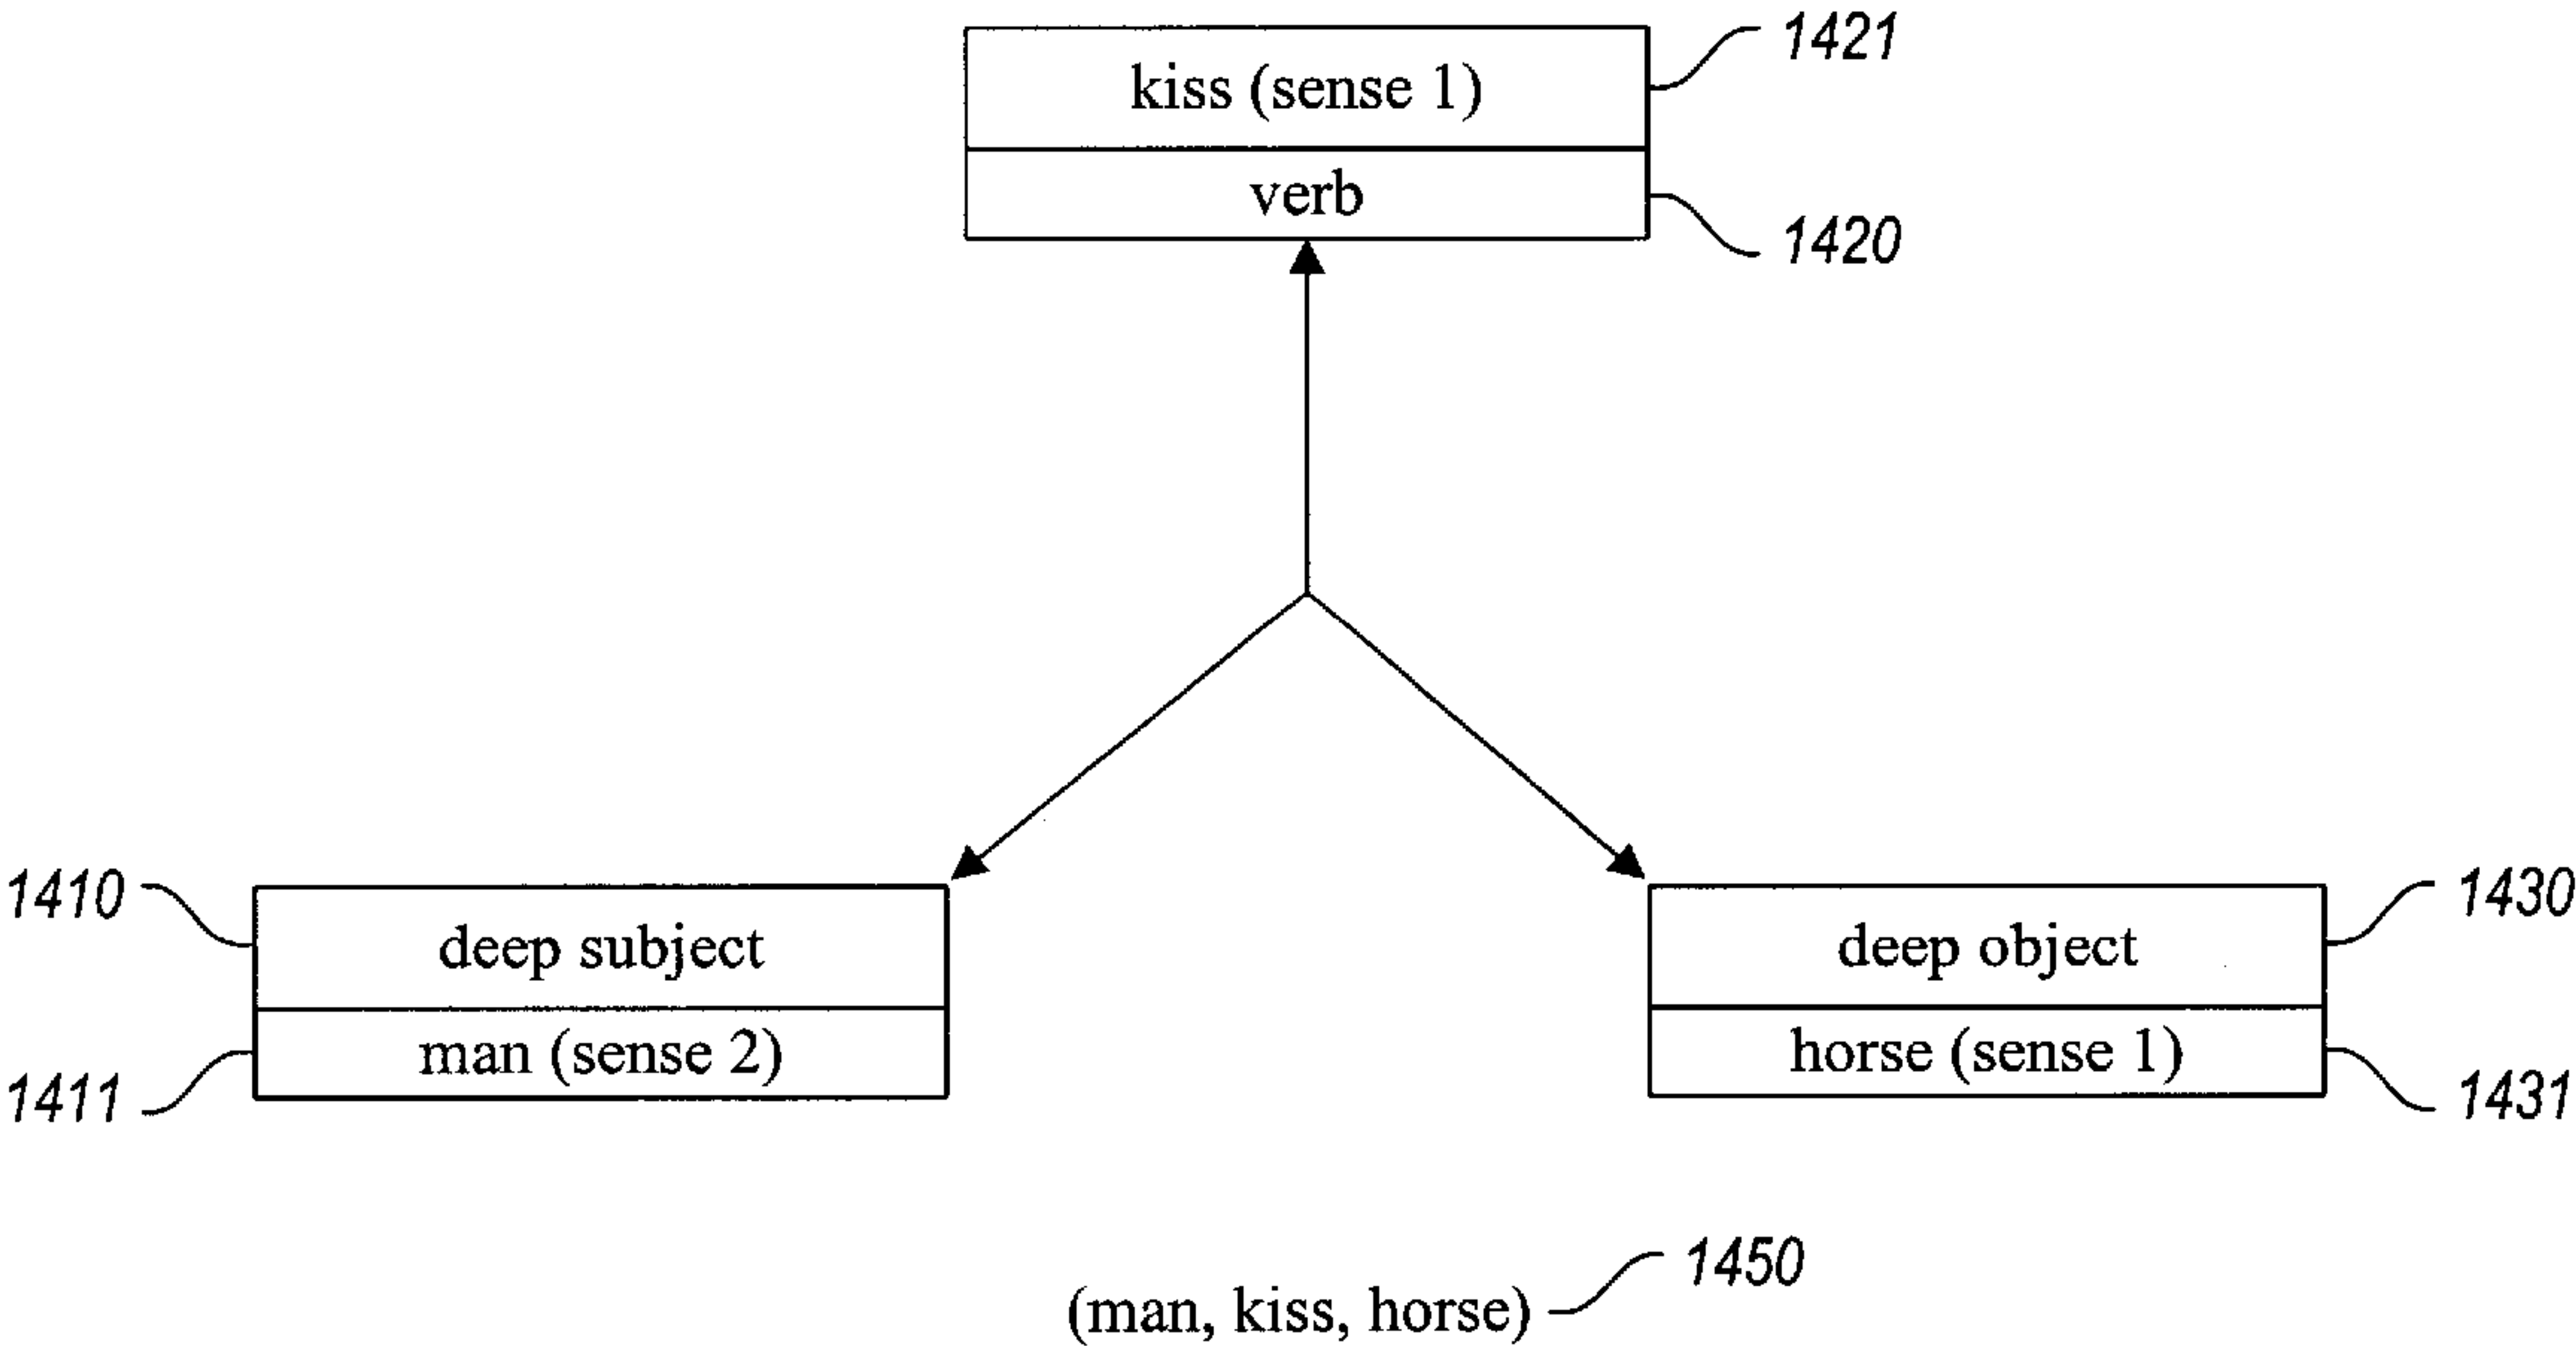 1421
kiss (sense 1)
verb
1420
1410
deep subject
man (sense 2)
1411
1430
deep object
horse (sense 1)
1431
1450
(man, kiss, horse)